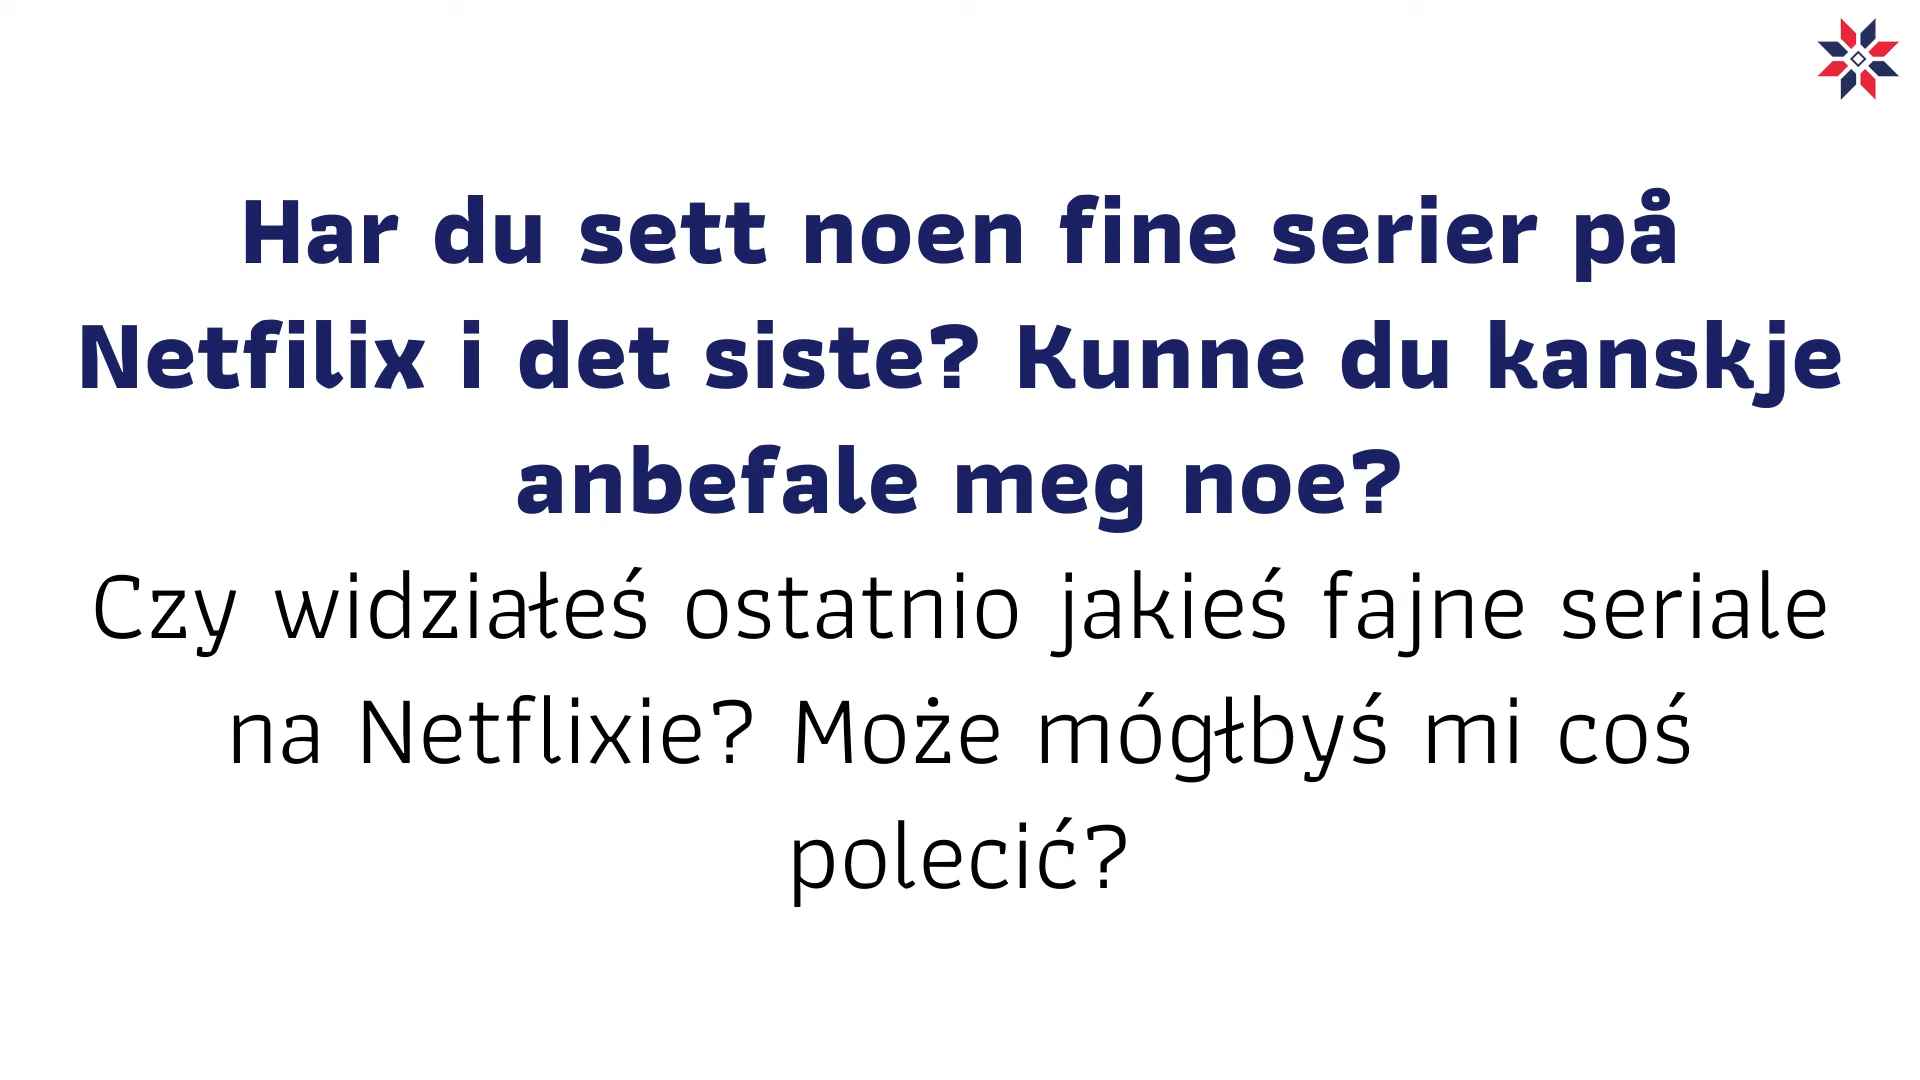 Har du sett noen fine serier på
Netfilix i det siste? Kunne du kanskje
anbefale meg noe?
Czy widziałeś ostatnio jakieś fajne seriale
na Netflixie? Może mógłbyś mi coś
polecić?